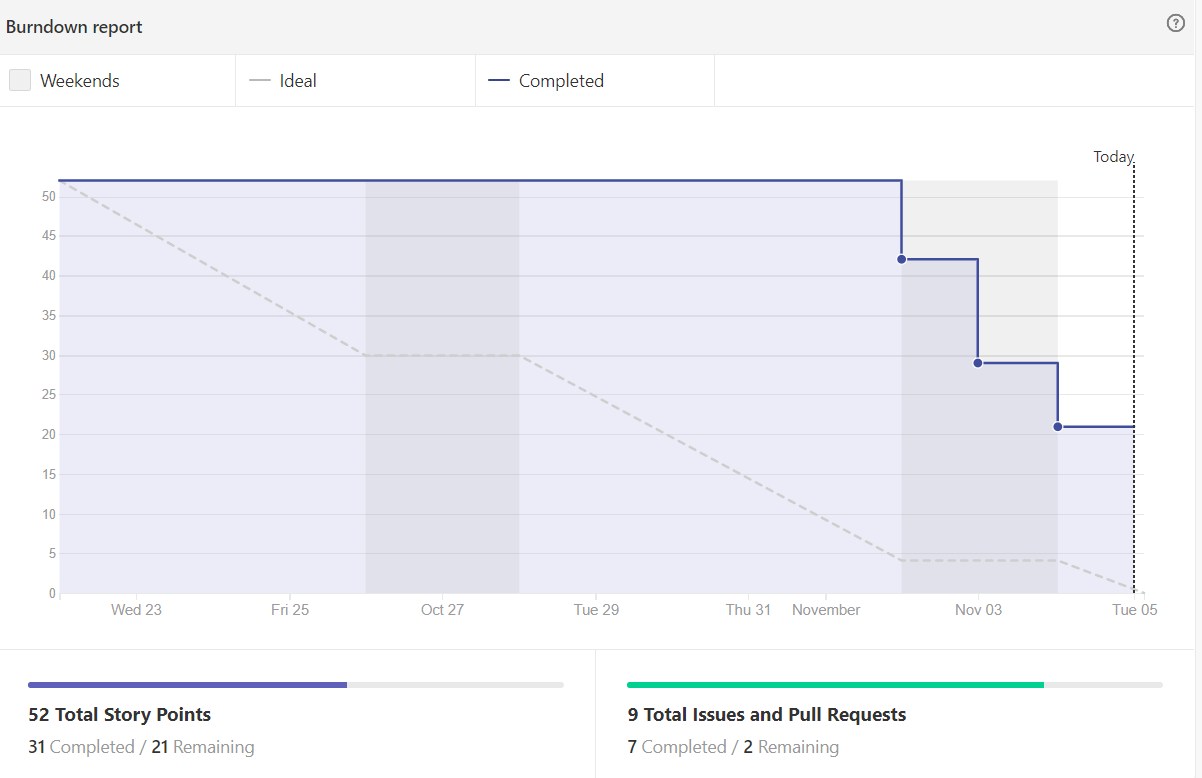 Burndown report
Weekends
Ideal
Completed
Today
50
45
40
35
30
25
20
15
10
5
0
Wed 23 Fri 25 Oct 27 Tue 29 Thu 31 November Nov 03 Tue 05
52 Total Story Points
31 Completed / 21 Remaining
9 Total Issues and Pull Requests
7 Completed / 2 Remaining